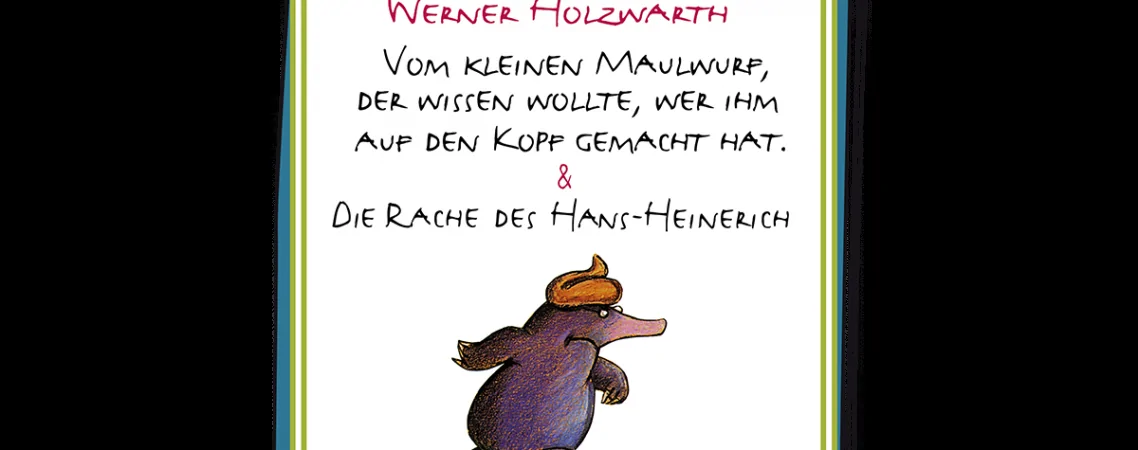 Werner Holzwarth
Vom kleinen Maulwurf,
der wissen wollte, wer ihm
auf den Kopf gemacht hat.
&
Die Rache des Hans-Heinerich